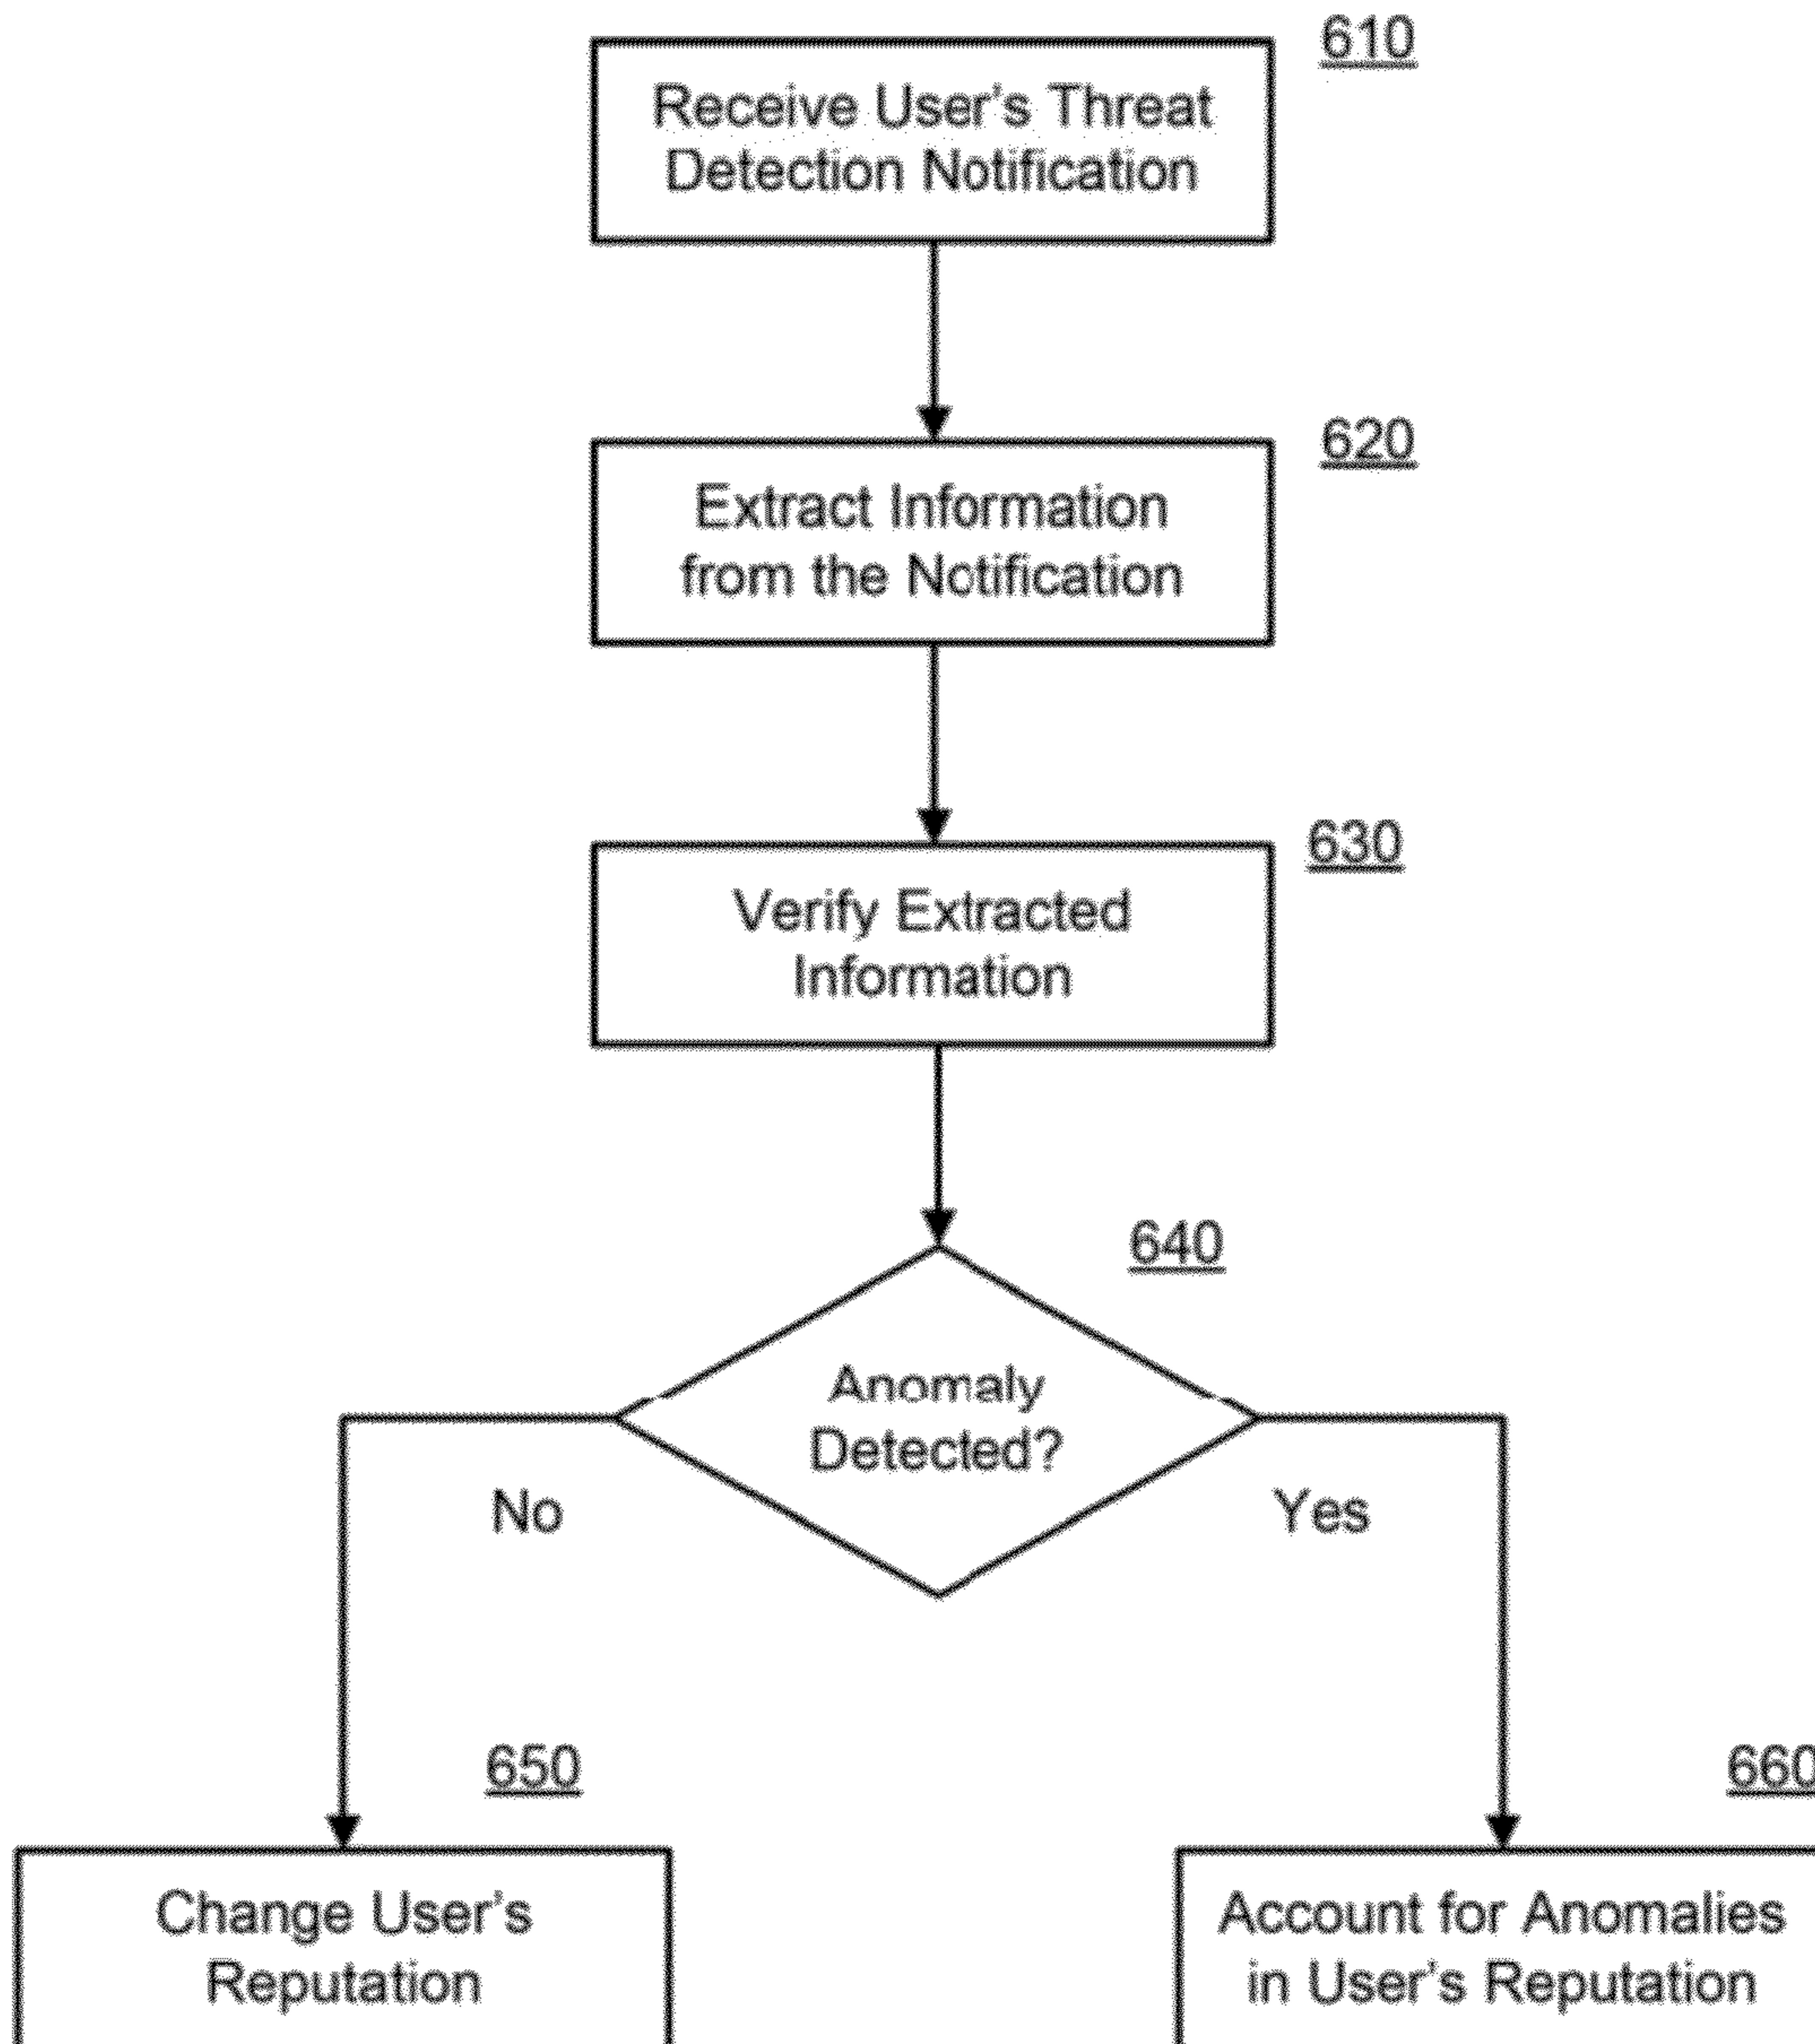 610
Receive User's Threat
Detection Notification
620
Extract Information
from the Notification
630
Verify Extracted
Information
640
Anomaly
Detected?
No
Yes
650
660
Change User's
Reputation
Account for Anomalies
in User's Reputation